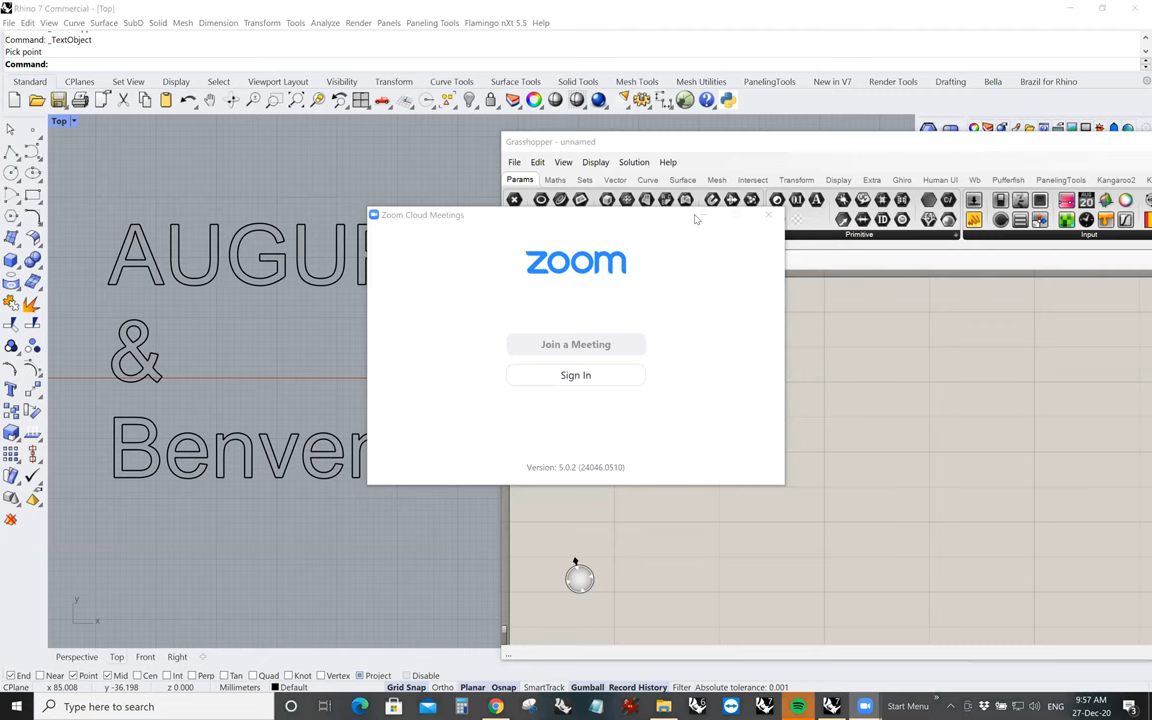 Rhino 7 Commercial - [Top]
File Edit View Curve Surface SubD Solid Mesh Dimension Transform Tools Analyze Render Panels Paneling Tools Flamingo nXt 5.5 Help
Command: _TextObject
Pick point
Command:
Standard CPlanes Set View Display Select Viewport Layout Visibility Transform Curve Tools Surface Tools Solid Tools Mesh Tools Mesh Utilities PanelingTools New in V7 Render Tools Drafting Bella Brazil for Rhino
Top
Grasshopper - unnamed
File Edit View Display Solution Help
Params Maths Sets Vector Curve Surface Mesh Intersect Transform Display Extra Ghiro Human UI Wb Pufferfish PanelingTools Kangaroo2
Primitive Input
Zoom Cloud Meetings
zoom
Join a Meeting
Sign In
Version: 5.0.2 (24046.0510)
&
y
x
...
Perspective Top Front Right
End Near Point Mid Cen Int Perp Tan Quad Knot Vertex Project Disable
CPlane x 85.008 y -36.198 z 0.000 Millimeters Default Grid Snap Ortho Planar Osnap SmartTrack Gumball Record History Filter Absolute tolerance: 0.001
Type here to search
Start Menu
ENG
9:57 AM
27-Dec-20